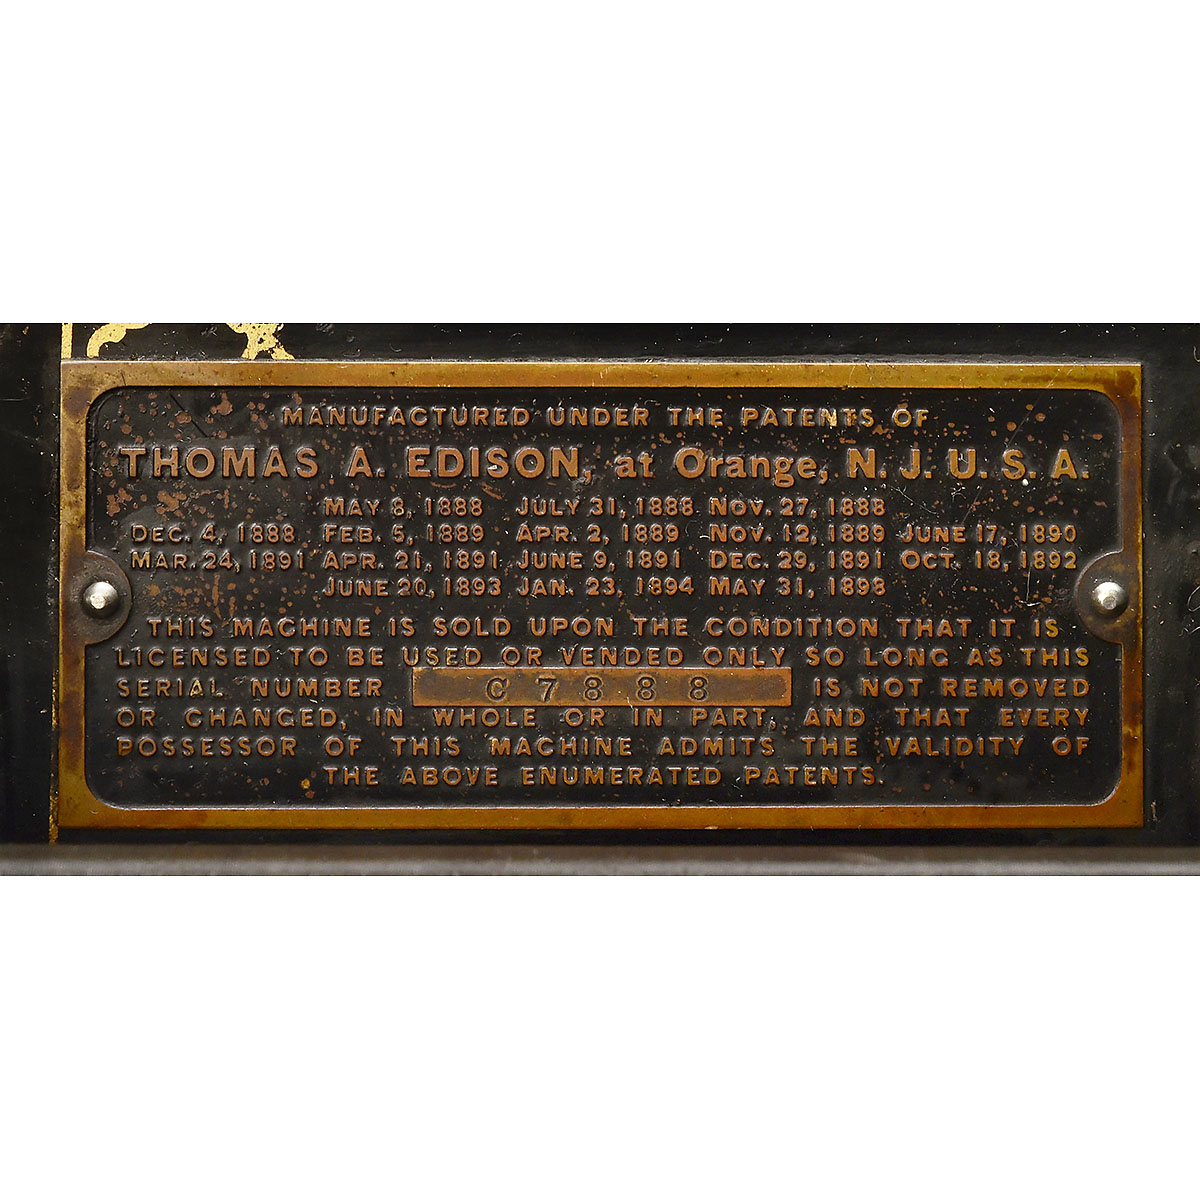 MANUFACTURED UNDER THE PATENTS OF
THOMAS A. EDISON, at Orange, N. J. U. S. A.
MAY 8, 1888 JULY 31, 1888 NOV. 27, 1888
DEC. 4, 1888 FEB. 5, 1889 APR. 2, 1889 NOV. 12, 1889 JUNE 17, 1890
MAR. 24, 1891 APR. 21, 1891 JUNE 9, 1891 DEC. 29, 1891 OCT. 18, 1892
JUNE 20, 1893 JAN. 23, 1894 MAY 31, 1898
THIS MACHINE IS SOLD UPON THE CONDITION THAT IT IS
LICENSED TO BE USED OR VENDED ONLY SO LONG AS THIS
SERIAL NUMBER C7888 IS NOT REMOVED
OR CHANGED, IN WHOLE OR IN PART, AND THAT EVERY
POSSESSOR OF THIS MACHINE ADMITS THE VALIDITY OF
THE ABOVE ENUMERATED PATENTS.